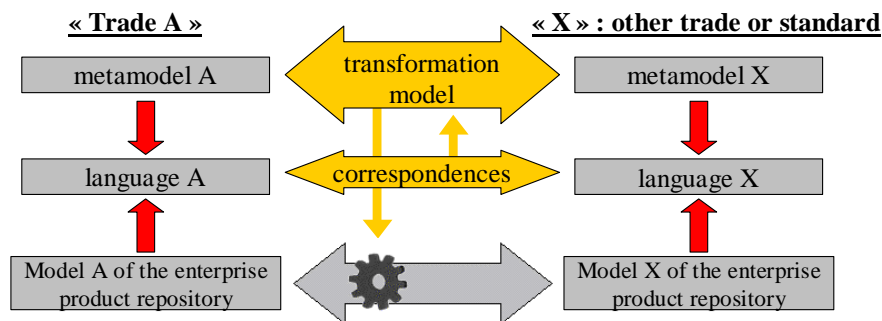 « Trade A »
« X » : other trade or standard
metamodel A
transformation
model
metamodel X
language A
correspondences
language X
Model A of the enterprise
product repository
Model X of the enterprise
product repository